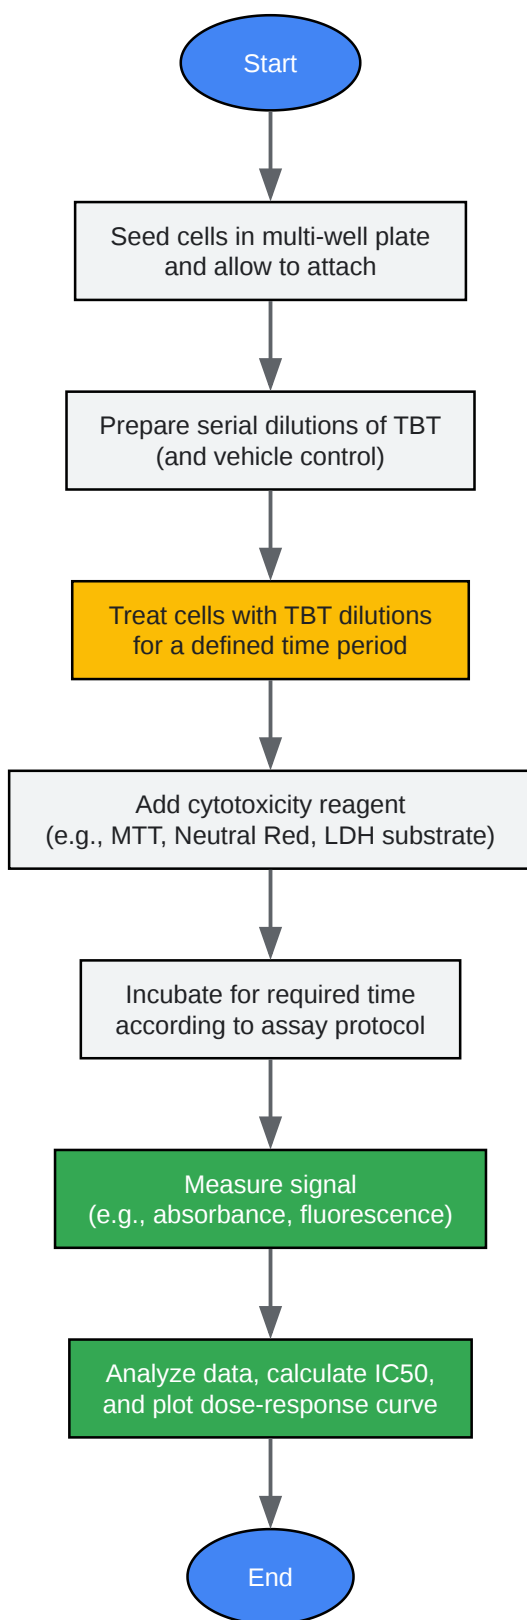 Start
Seed cells in multi-well plate
and allow to attach
Prepare serial dilutions of TBT
(and vehicle control)
Treat cells with TBT dilutions
for a defined time period
Add cytotoxicity reagent
(e.g., MTT, Neutral Red, LDH substrate)
Incubate for required time
according to assay protocol
Measure signal
(e.g., absorbance, fluorescence)
Analyze data, calculate IC50,
and plot dose-response curve
End